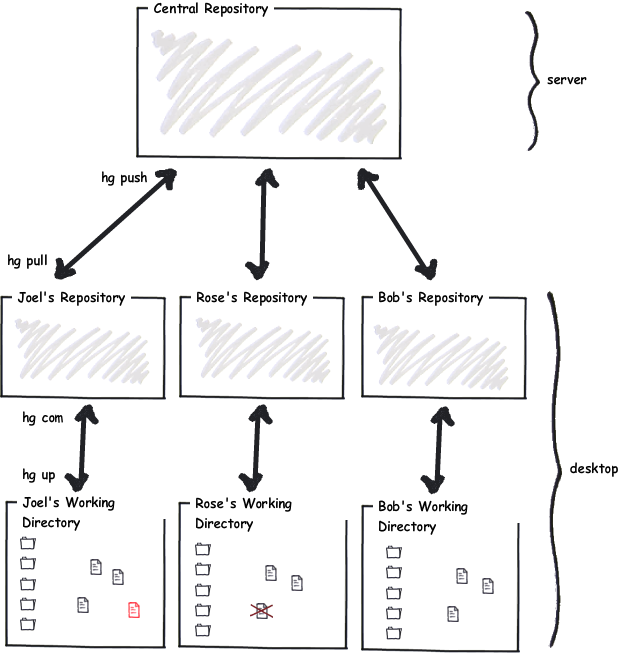 Central Repository
server
hg push
hg pull
Joel's Repository
Rose's Repository
Bob's Repository
hg com
desktop
hg up
Joel's Working
Directory
Rose's Working
Directory
Bob's Working
Directory